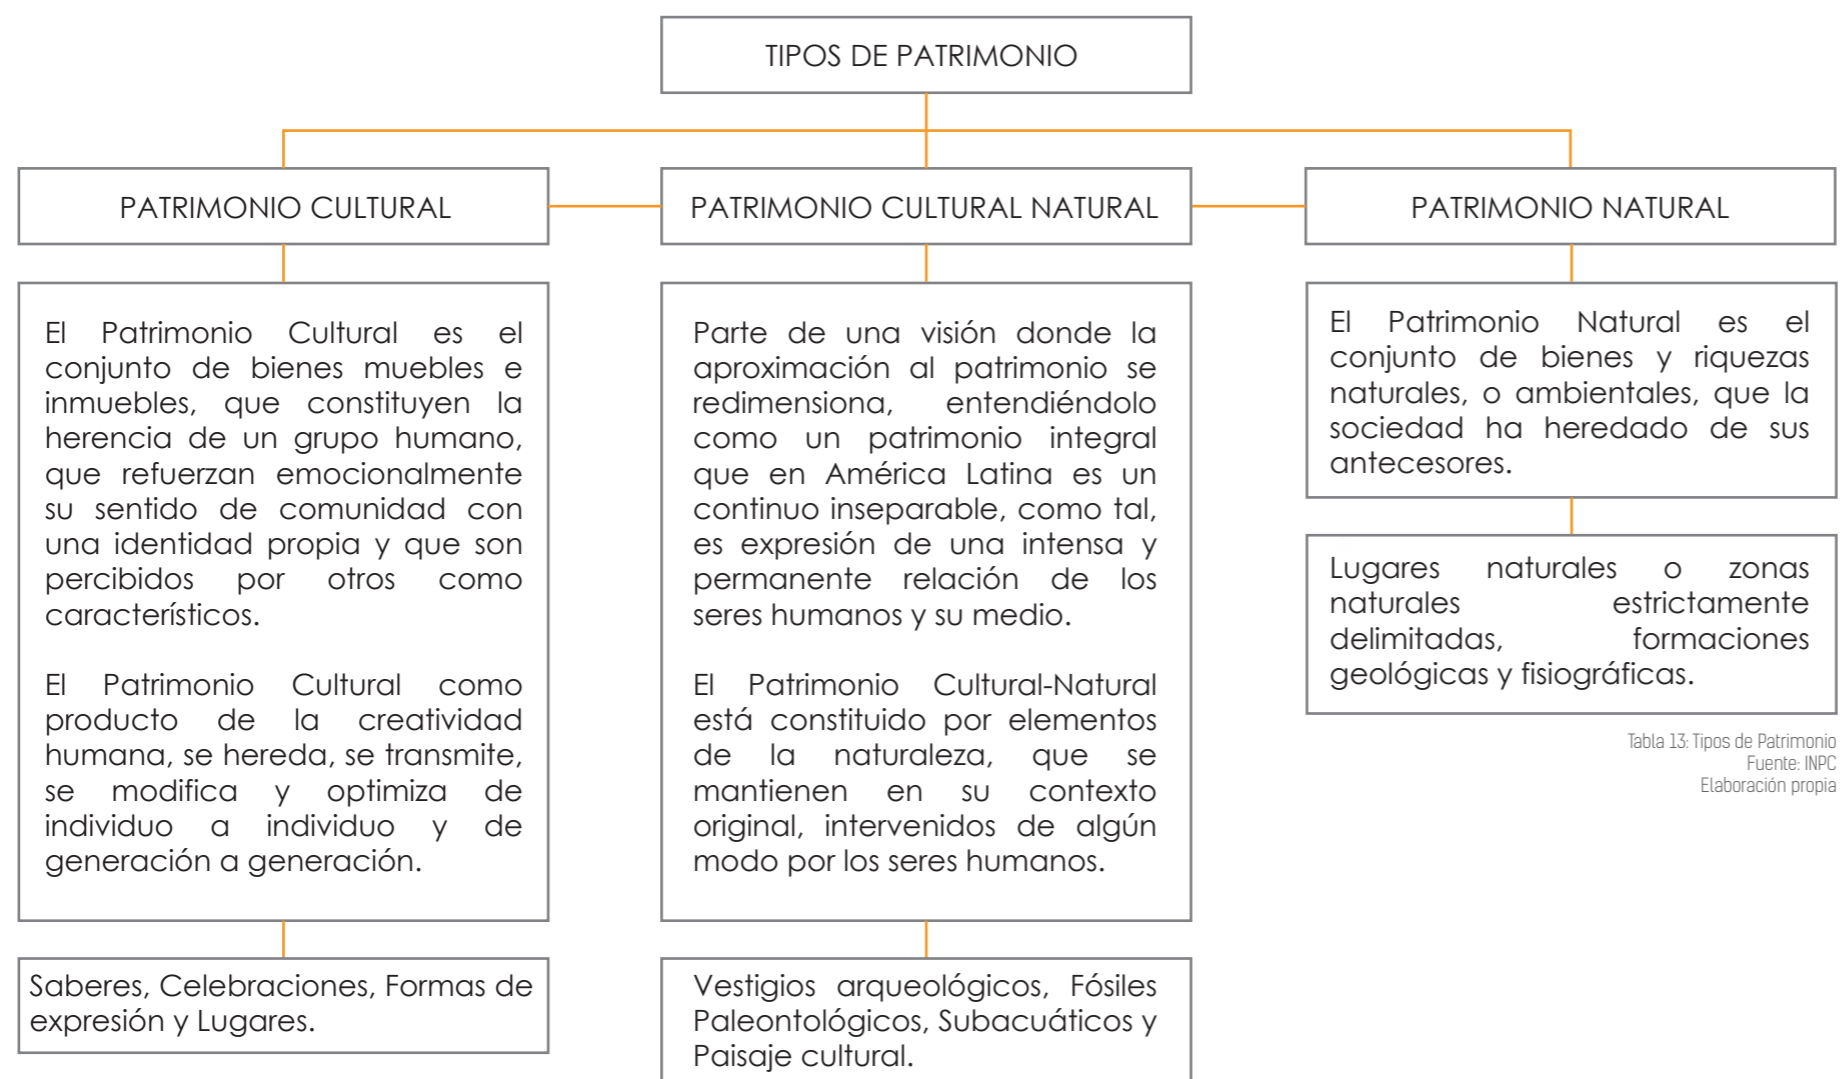 TIPOS DE PATRIMONIO
PATRIMONIO CULTURAL
PATRIMONIO CULTURAL NATURAL
PATRIMONIO NATURAL
El Patrimonio Cultural es el
conjunto de bienes muebles e
inmuebles, que constituyen la
herencia de un grupo humano,
que refuerzan emocionalmente
su sentido de comunidad con
una identidad propia y que son
percibidos por otros como
característicos.
El Patrimonio Cultural como
producto de la creatividad
humana, se hereda, se transmite,
se modifica y optimiza de
individuo a individuo y de
generación a generación.
Saberes, Celebraciones, Formas de
expresión y Lugares.
Parte de una visión donde la
aproximación al patrimonio se
redimensiona, entendiéndolo
como un patrimonio integral
que en América Latina es un
continuo inseparable, como tal,
es expresión de una intensa y
permanente relación de los
seres humanos y su medio.
El Patrimonio Cultural-Natural
está constituido por elementos
de la naturaleza, que se
mantienen en su contexto
original, intervenidos de algún
modo por los seres humanos.
Vestigios arqueológicos, Fósiles
Paleontológicos, Subacuáticos y
Paisaje cultural.
El Patrimonio Natural es el
conjunto de bienes y riquezas
naturales, o ambientales, que la
sociedad ha heredado de sus
antecesores.
Lugares naturales o zonas
naturales estrictamente
delimitadas, formaciones
geológicas y fisiográficas.
Tabla 13: Tipos de Patrimonio
Fuente: INPC
Elaboración propia